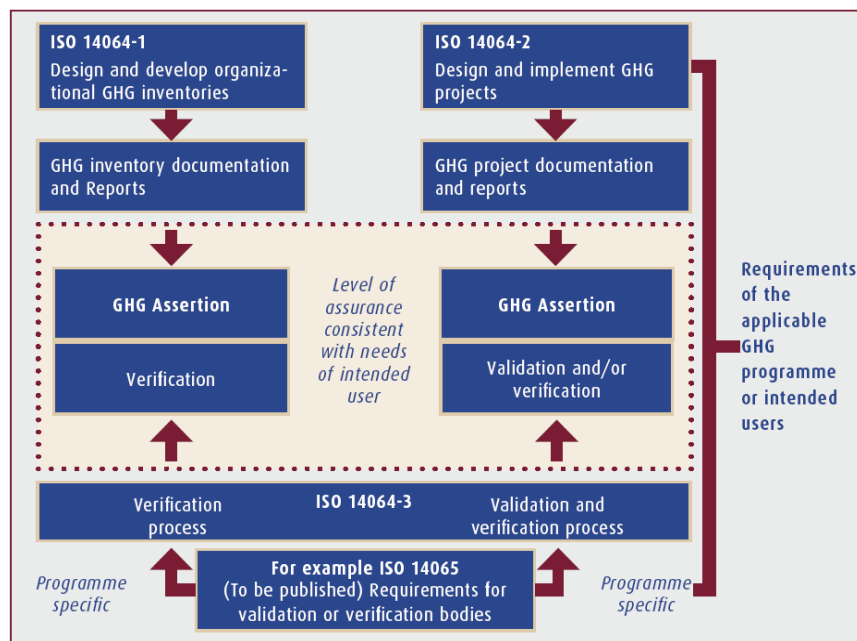 ISO 14064-1
Design and develop organiza-
tional GHG inventories
ISO 14064-2
Design and implement GHG
projects
GHG inventory documentation
and Reports
GHG project documentation
and reports
GHG Assertion
Verification
Level of
assurance
consistent
with needs
of intended
user
GHG Assertion
Validation and/or
verification
Requirements
of the
applicable
GHG
programme
or intended
users
Verification
process
ISO 14064-3
Validation and
verification process
Programme
specific
For example ISO 14065
(To be published) Requirements for
validation or verification bodies
Programme
specific